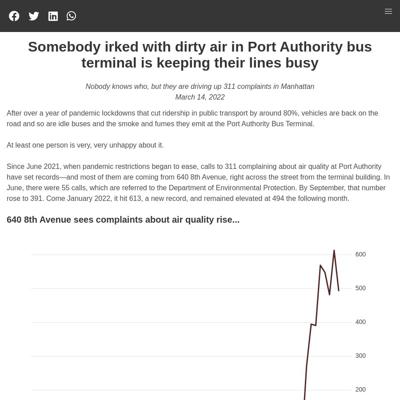 Somebody irked with dirty air in Port Authority bus
terminal is keeping their lines busy
Nobody knows who, but they are driving up 311 complaints in Manhattan
March 14, 2022
After over a year of pandemic lockdowns that cut ridership in public transport by around 80%, vehicles are back on the
road and so are idle buses and the smoke and fumes they emit at the Port Authority Bus Terminal.
At least one person is very, very unhappy about it.
Since June 2021, when pandemic restrictions began to ease, calls to 311 complaining about air quality at Port Authority
have set records—and most of them are coming from 640 8th Avenue, right across the street from the terminal building. In
June, there were 55 calls, which are referred to the Department of Environmental Protection. By September, that number
rose to 391. Come January 2022, it hit 613, a new record, and remained elevated at 494 the following month.
640 8th Avenue sees complaints about air quality rise...
600
500
400
300
200